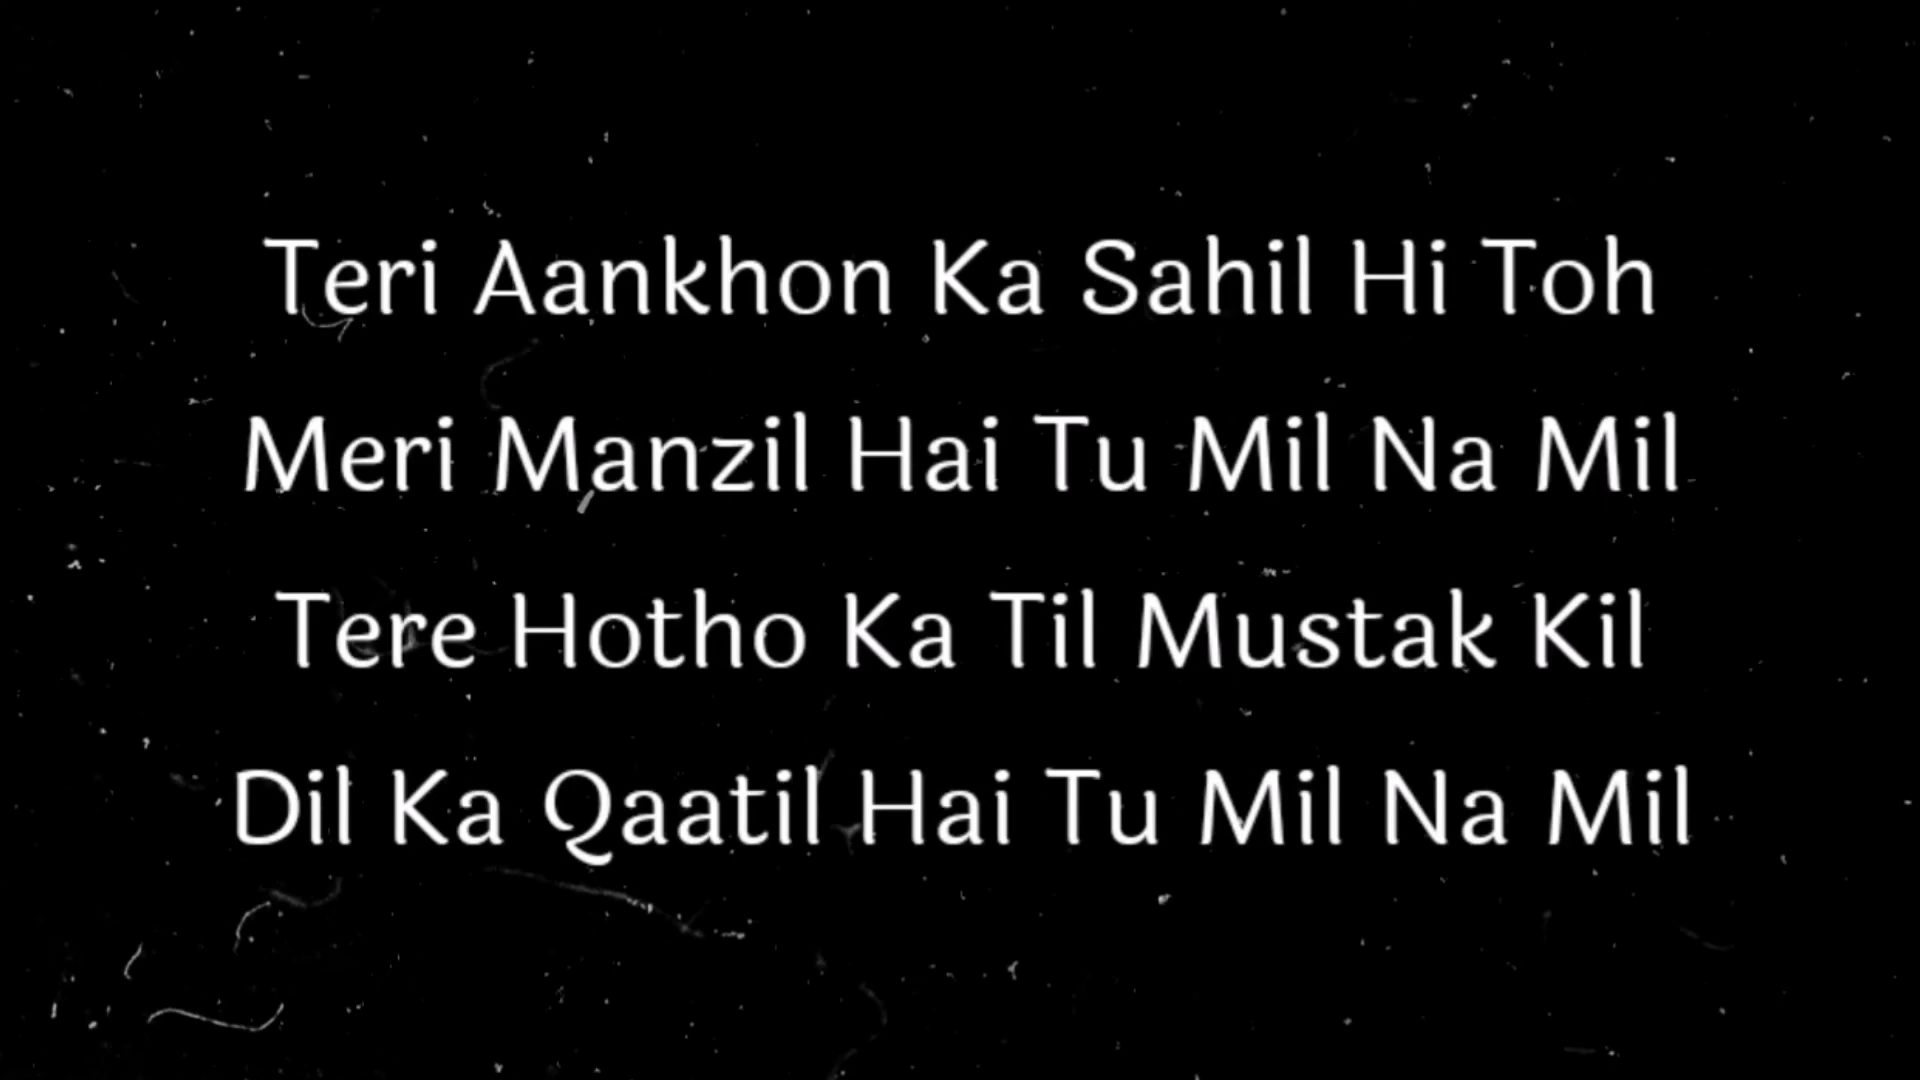 Teri Aankhon Ka Sahil Hi Toh
Meri Manzil Hai Tu Mil Na Mil
Tere Hotho Ka Til Mustak Kil
Dil Ka Qaatil Hai Tu Mil Na Mil